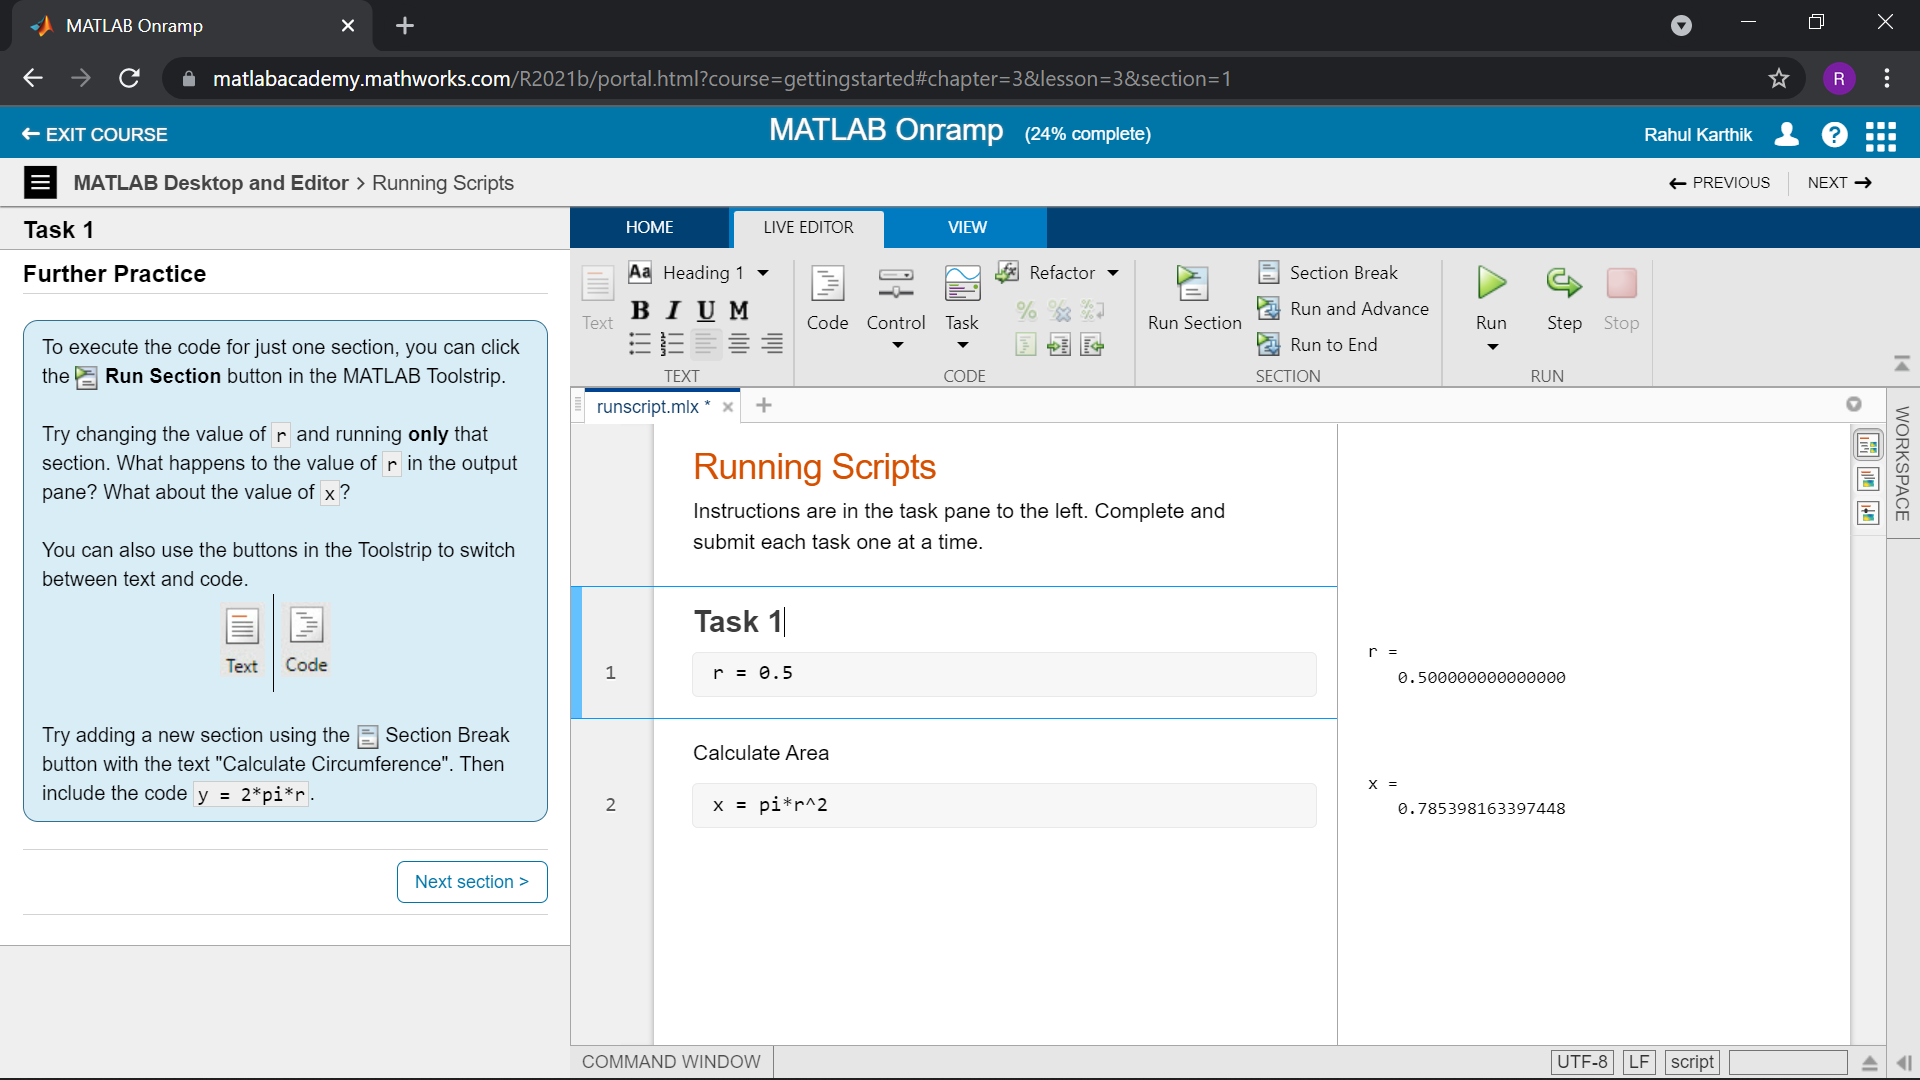 MATLAB Onramp
matlabacademy.mathworks.com/R2021b/portal.html?course=gettingstarted#chapter=3&lesson=3&section=1
R
EXIT COURSE
MATLAB Onramp (24% complete)
Rahul Karthik
?
MATLAB Desktop and Editor > Running Scripts
PREVIOUS
NEXT
Task 1
Further Practice
To execute the code for just one section, you can click
the Run Section button in the MATLAB Toolstrip.
Try changing the value of r and running only that
section. What happens to the value of r in the output
pane? What about the value of x?
You can also use the buttons in the Toolstrip to switch
between text and code.
Text
Code
Try adding a new section using the Section Break
button with the text "Calculate Circumference". Then
include the code y = 2*pi*r.
Next section >
HOME
LIVE EDITOR
VIEW
Text
Aa Heading 1
B I U M
TEXT
Code
Control
Task
Refactor
CODE
Run Section
Section Break
Run and Advance
Run to End
SECTION
Run
Step
Stop
RUN
runscript.mlx *
WORKSPACE
Running Scripts
Instructions are in the task pane to the left. Complete and
submit each task one at a time.
Task 1
1
r = 0.5
r =
0.500000000000000
Calculate Area
2
x = pi*r^2
x =
0.785398163397448
COMMAND WINDOW
UTF-8
LF
script